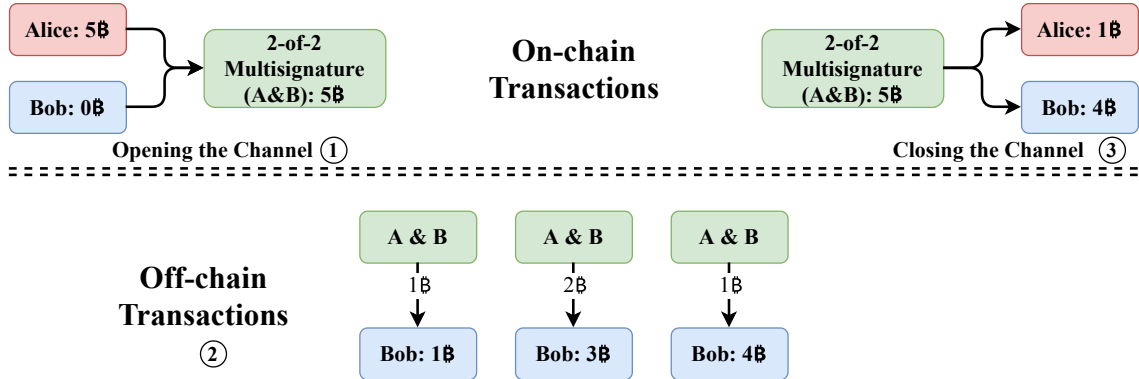 Alice: 5฿
Bob: 0฿
2-of-2
Multisignature
(A&B): 5฿
Opening the Channel ①
On-chain
Transactions
2-of-2
Multisignature
(A&B): 5฿
Alice: 1฿
Bob: 4฿
Closing the Channel ③
Off-chain
Transactions
②
A & B
1฿
Bob: 1฿
A & B
2฿
Bob: 3฿
A & B
1฿
Bob: 4฿